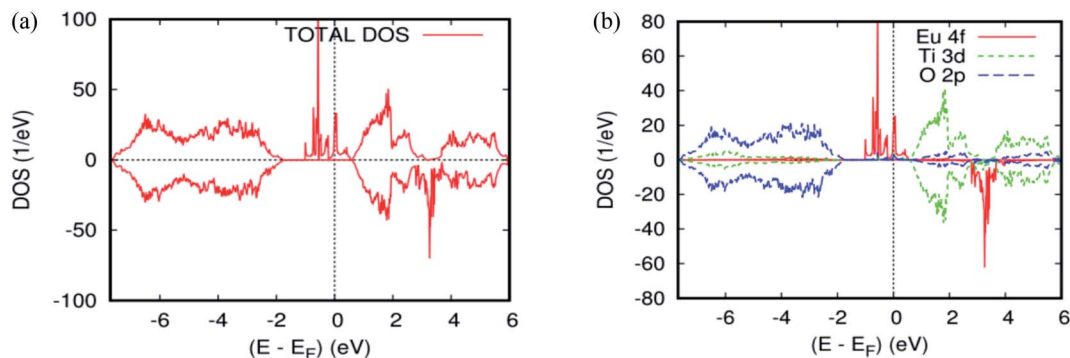 (a)
TOTAL DOS
DOS (1/eV)
100
50
0
-50
-100
-6 -4 -2 0 2 4 6
(E - EF) (eV)
(b)
Eu 4f
Ti 3d
O 2p
DOS (1/eV)
80
60
40
20
0
-20
-40
-60
-80
-6 -4 -2 0 2 4 6
(E - EF) (eV)